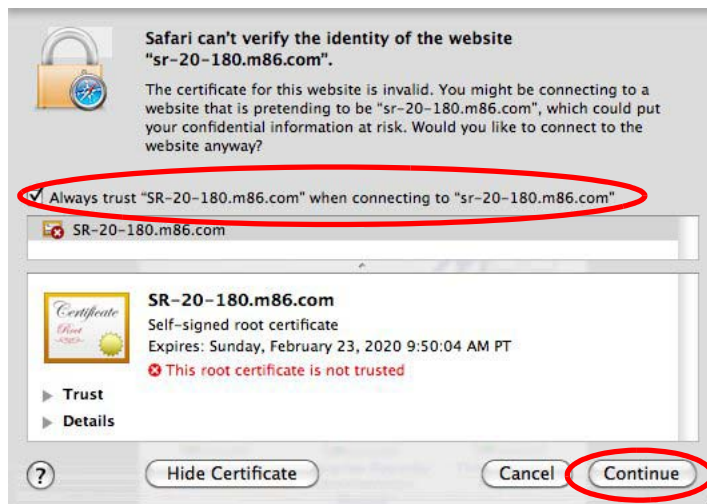 Safari can't verify the identity of the website
"sr-20-180.m86.com".
The certificate for this website is invalid. You might be connecting to a
website that is pretending to be "sr-20-180.m86.com", which could put
your confidential information at risk. Would you like to connect to the
website anyway?
Always trust "SR-20-180.m86.com" when connecting to "sr-20-180.m86.com"
SR-20-180.m86.com
Certificate
Root
SR-20-180.m86.com
Self-signed root certificate
Expires: Sunday, February 23, 2020 9:50:04 AM PT
This root certificate is not trusted
Trust
Details
?
Hide Certificate
Cancel
Continue